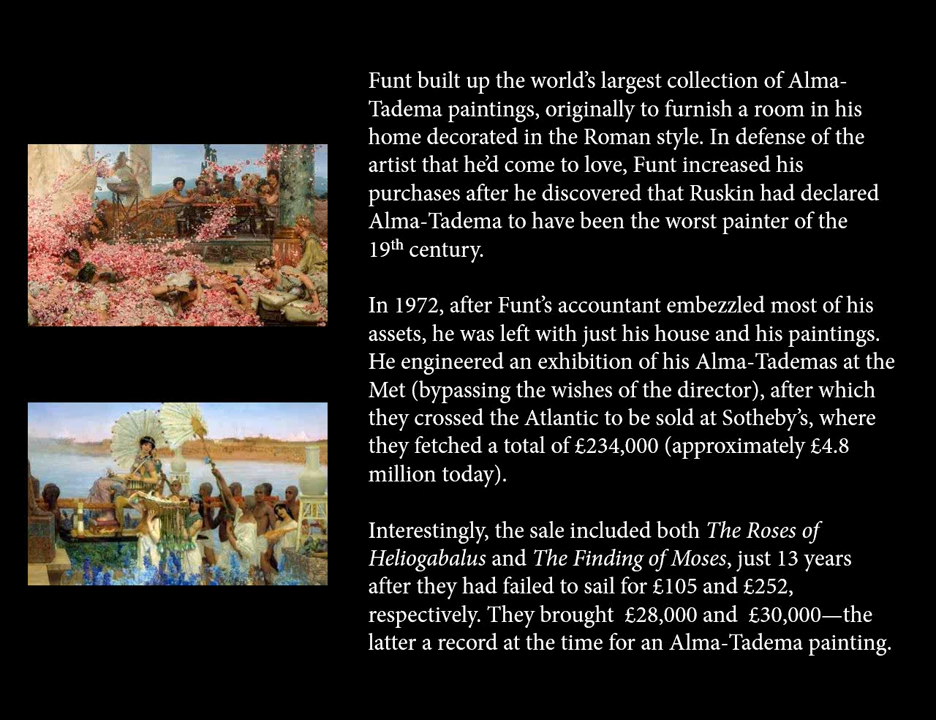 Funt built up the world's largest collection of Alma-
Tadema paintings, originally to furnish a room in his
home decorated in the Roman style. In defense of the
artist that he'd come to love, Funt increased his
purchases after he discovered that Ruskin had declared
Alma-Tadema to have been the worst painter of the
19th century.
In 1972, after Funt's accountant embezzled most of his
assets, he was left with just his house and his paintings.
He engineered an exhibition of his Alma-Tademas at the
Met (bypassing the wishes of the director), after which
they crossed the Atlantic to be sold at Sotheby's, where
they fetched a total of £234,000 (approximately £4.8
million today).
Interestingly, the sale included both The Roses of
Heliogabalus and The Finding of Moses, just 13 years
after they had failed to sail for £105 and £252,
respectively. They brought  £28,000 and  £30,000—the
latter a record at the time for an Alma-Tadema painting.